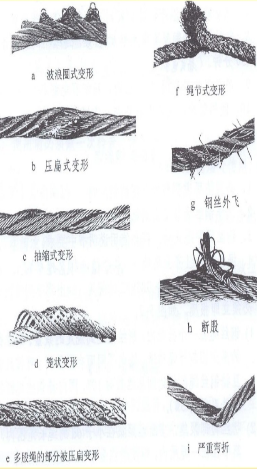 a 波浪圈式变形
b 压扁式变形
c 抽缩式变形
d 笼状变形
e 多股绳的部分被压扁变形
f 绳节式变形
g 钢丝外飞
h 断股
i 严重弯折